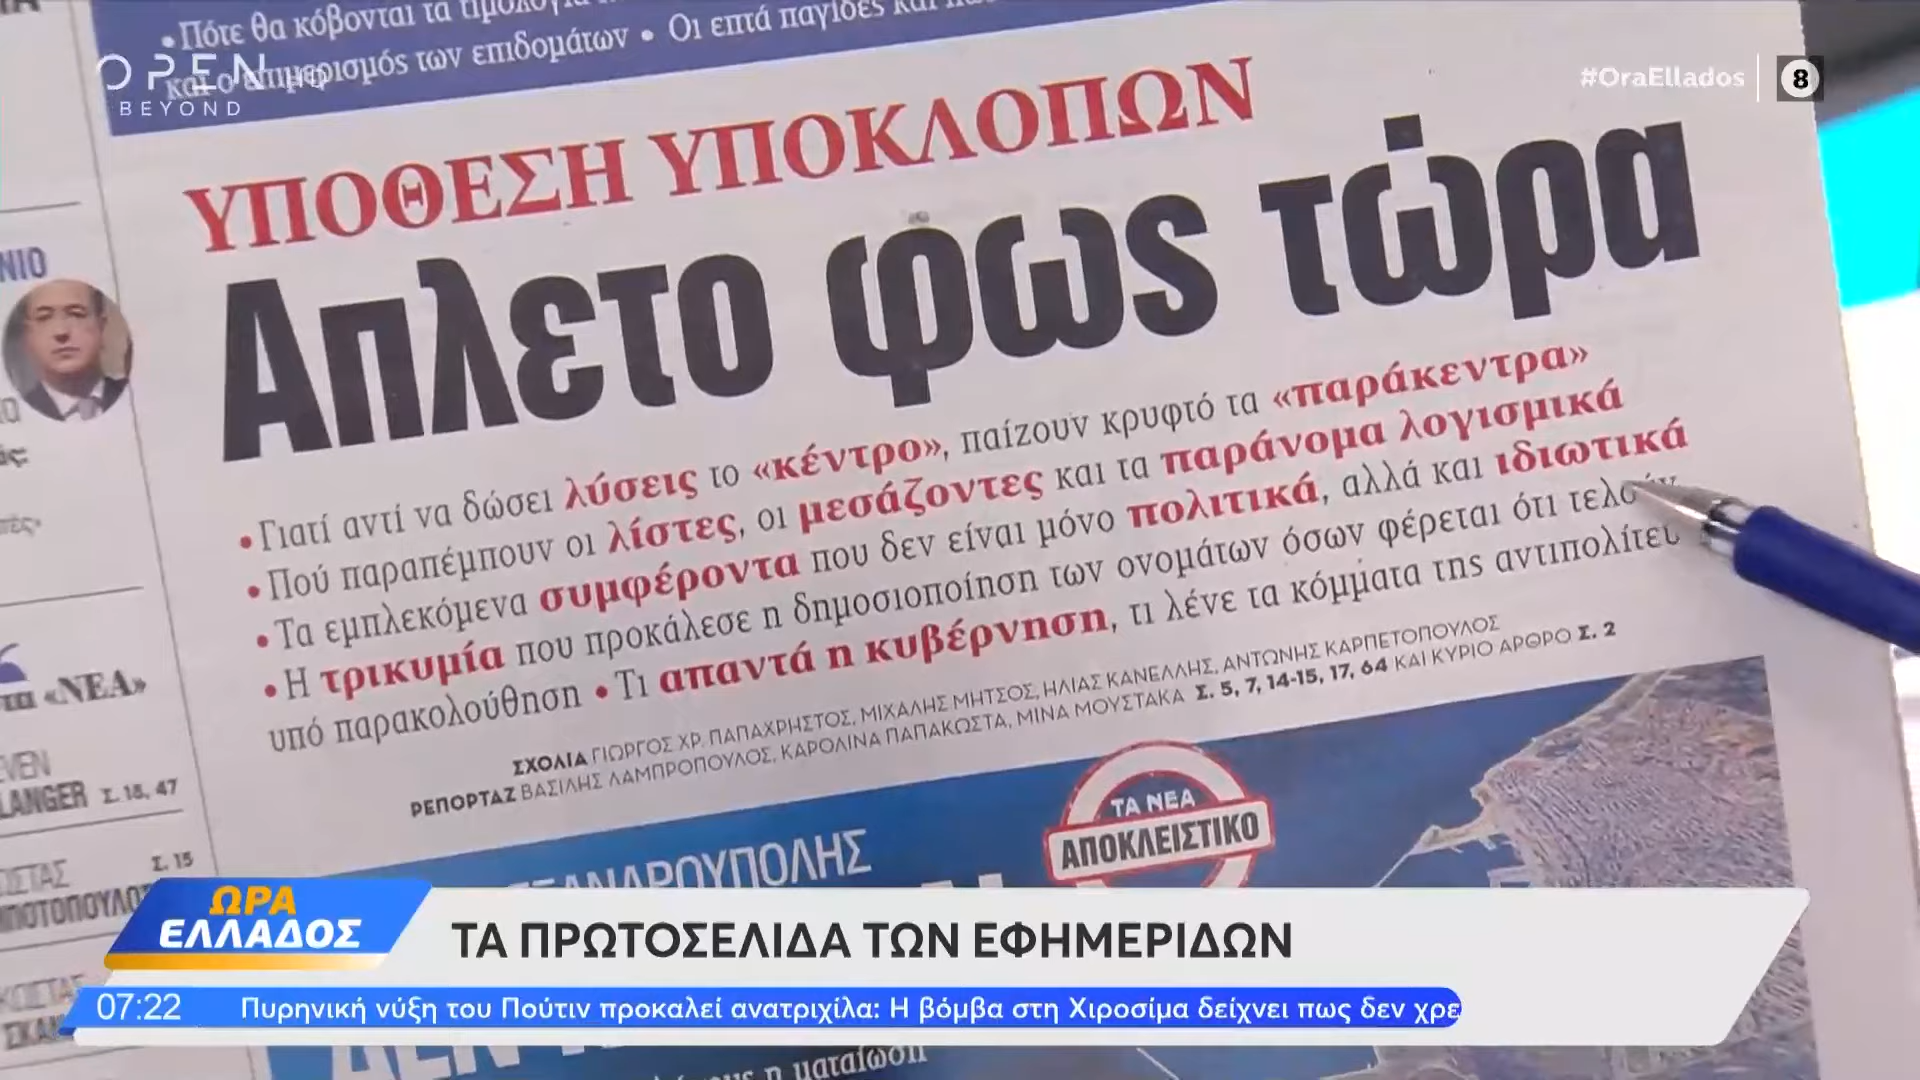 •Πότε θα κόβονται τα
και ο επιμερισμός των επιδομάτων • Οι επτά παγίδες και
OPEN
BEYOND
#OraEllados
8
ΥΠΟΘΕΣΗ ΥΠΟΚΛΟΠΩΝ
Απλετο φως τώρα
•Γιατί αντί να δώσει λύσεις το «κέντρο», παίζουν κρυφτό τα «παράκεντρα»
•Πού παραπέμπουν οι λίστες, οι μεσάζοντες και τα παράνομα λογισμικά
•Τα εμπλεκόμενα συμφέροντα που δεν είναι μόνο πολιτικά, αλλά και ιδιωτικά
•Η τρικυμία που προκάλεσε η δημοσιοποίηση των ονομάτων όσων φέρεται ότι τελούν
υπό παρακολούθηση •Τι απαντά η κυβέρνηση, τι λένε τα κόμματα της
ΣΧΟΛΙΑ ΓΙΩΡΓΟΣ ΧΡ. ΠΑΠΑΧΡΗΣΤΟΣ, ΜΙΧΑΛΗΣ ΜΗΤΣΟΣ, ΗΛΙΑΣ ΚΑΝΕΛΛΗΣ, ΑΝΤΩΝΗΣ ΚΑΡΠΕΤΟΠΟΥΛΟΣ
ΡΕΠΟΡΤΑΖ ΒΑΣΙΛΗΣ ΛΑΜΠΡΟΠΟΥΛΟΣ, ΚΑΡΟΛΙΝΑ ΠΑΠΑΚΩΣΤΑ, ΜΙΝΑ ΜΟΥΣΤΑΚΑ Σ. 5, 7, 14-15, 17, 64 ΚΑΙ ΚΥΡΙΟ ΑΡΘΡΟ Σ. 2
τα «ΝΕΑ»
Σ. 18, 47
Σ. 15
ΤΑ ΝΕΑ
ΑΠΟΚΛΕΙΣΤΙΚΟ
ΩΡΑ
ΕΛΛΑΔΟΣ
ΤΑ ΠΡΩΤΟΣΕΛΙΔΑ ΤΩΝ ΕΦΗΜΕΡΙΔΩΝ
07:22
Πυρηνική νύξη του Πούτιν προκαλεί ανατριχίλα: Η βόμβα στη Χιροσίμα δείχνει πως δεν χρε
η ματαίωση